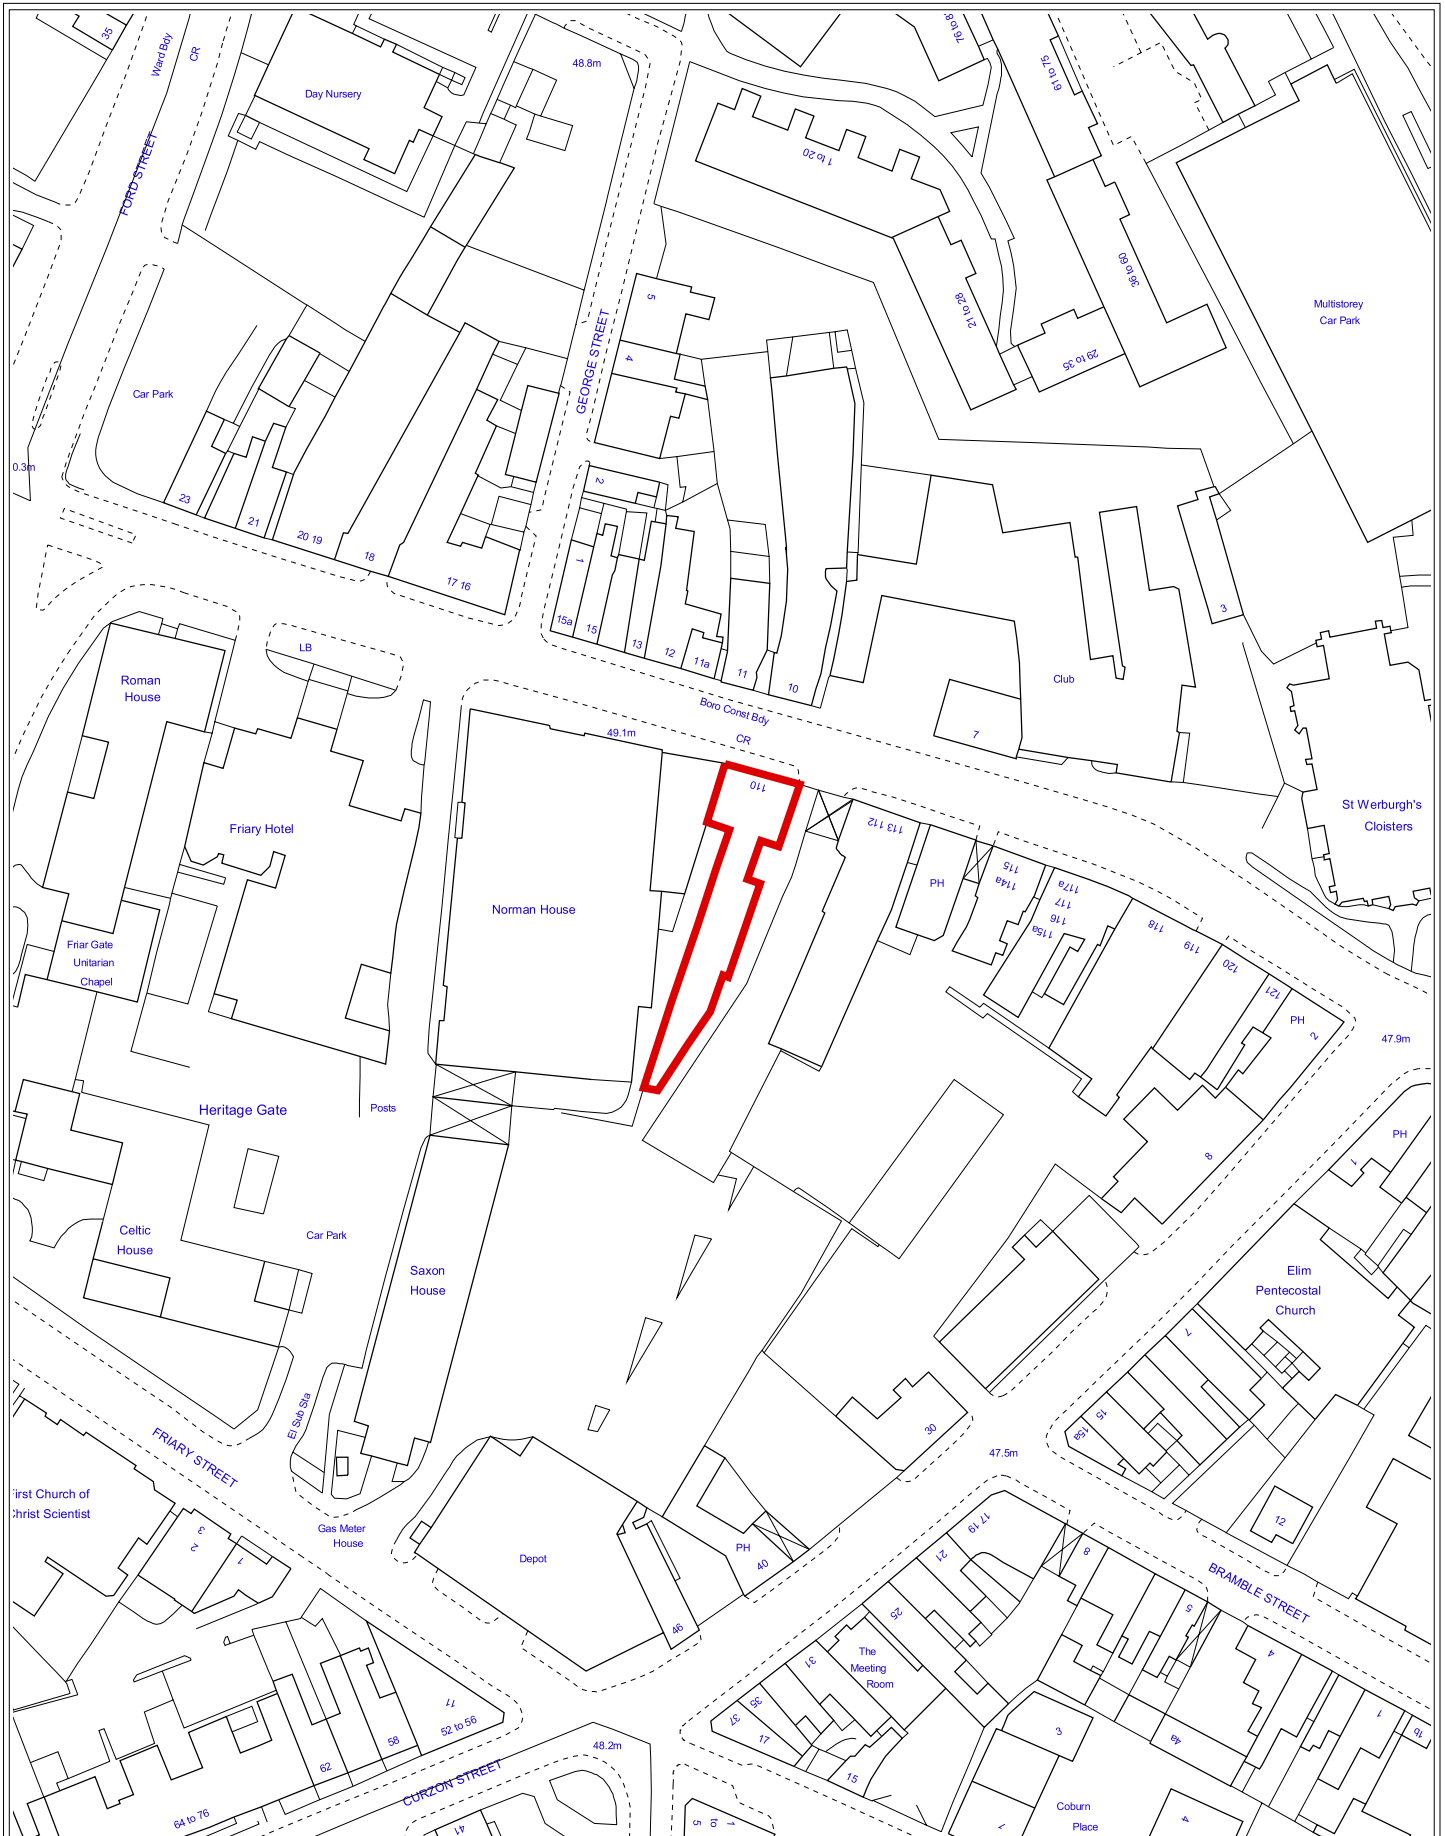 35
Ward Bdy
CR
48.8m
76 to 8
61 to 75
Day Nursery
1 to 20
FORD STREET
36 to 60
21 to 28
5
Multistorey
Car Park
GEORGE STREET
4
29 to 35
Car Park
0.3m
2
23
21
20 19
18
17 16
1
15a
15
13
12
11a
11
10
3
LB
Roman
House
Club
Boro Const Bdy
49.1m
CR
7
110
St Werburgh's
Cloisters
Friary Hotel
113 112
PH
115
114a
117a
117
116
115a
118
119
120
121
PH
2
Norman House
Friar Gate
Unitarian
Chapel
47.9m
Heritage Gate
Posts
PH
1
8
Celtic
House
Car Park
Saxon
House
Elim
Pentecostal
Church
7
El Sub Sta
15
15a
30
47.5m
FRIARY STREET
irst Church of
Christ Scientist
3
2
1
Gas Meter
House
Depot
PH
40
46
12
17 19
21
8
25
5
BRAMBLE STREET
The
Meeting
Room
31
35
37
17
15
4
4a
1
1b
3
11
52 to 56
58
62
64 to 76
CURZON STREET
48.2m
41
1
to
5
Coburn
Place
1
4